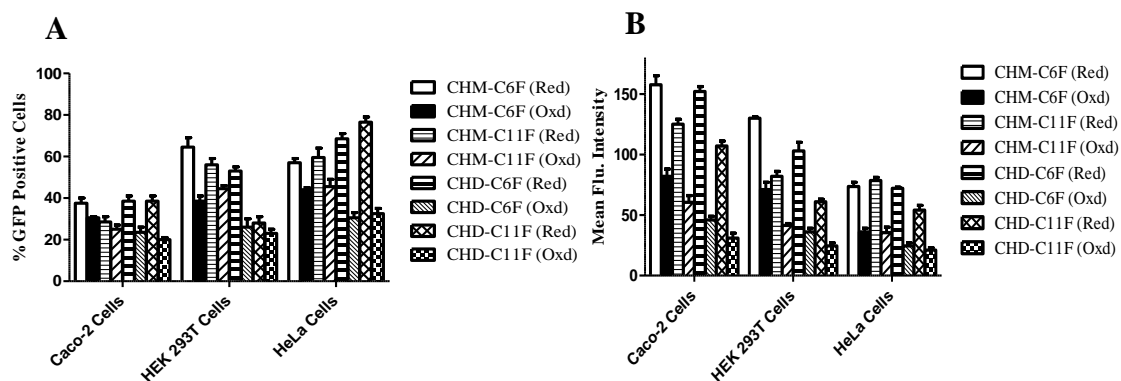 A
% GFP Positive Cells
100
80
60
40
20
0
Caco-2 Cells
HEK 293T Cells
HeLa Cells
CHM-C6F (Red)
CHM-C6F (Oxd)
CHM-C11F (Red)
CHM-C11F (Oxd)
CHD-C6F (Red)
CHD-C6F (Oxd)
CHD-C11F (Red)
CHD-C11F (Oxd)
B
Mean Flu. Intensity
150
100
50
0
Caco-2 Cells
HEK 293T Cells
HeLa Cells
CHM-C6F (Red)
CHM-C6F (Oxd)
CHM-C11F (Red)
CHM-C11F (Oxd)
CHD-C6F (Red)
CHD-C6F (Oxd)
CHD-C11F (Red)
CHD-C11F (Oxd)